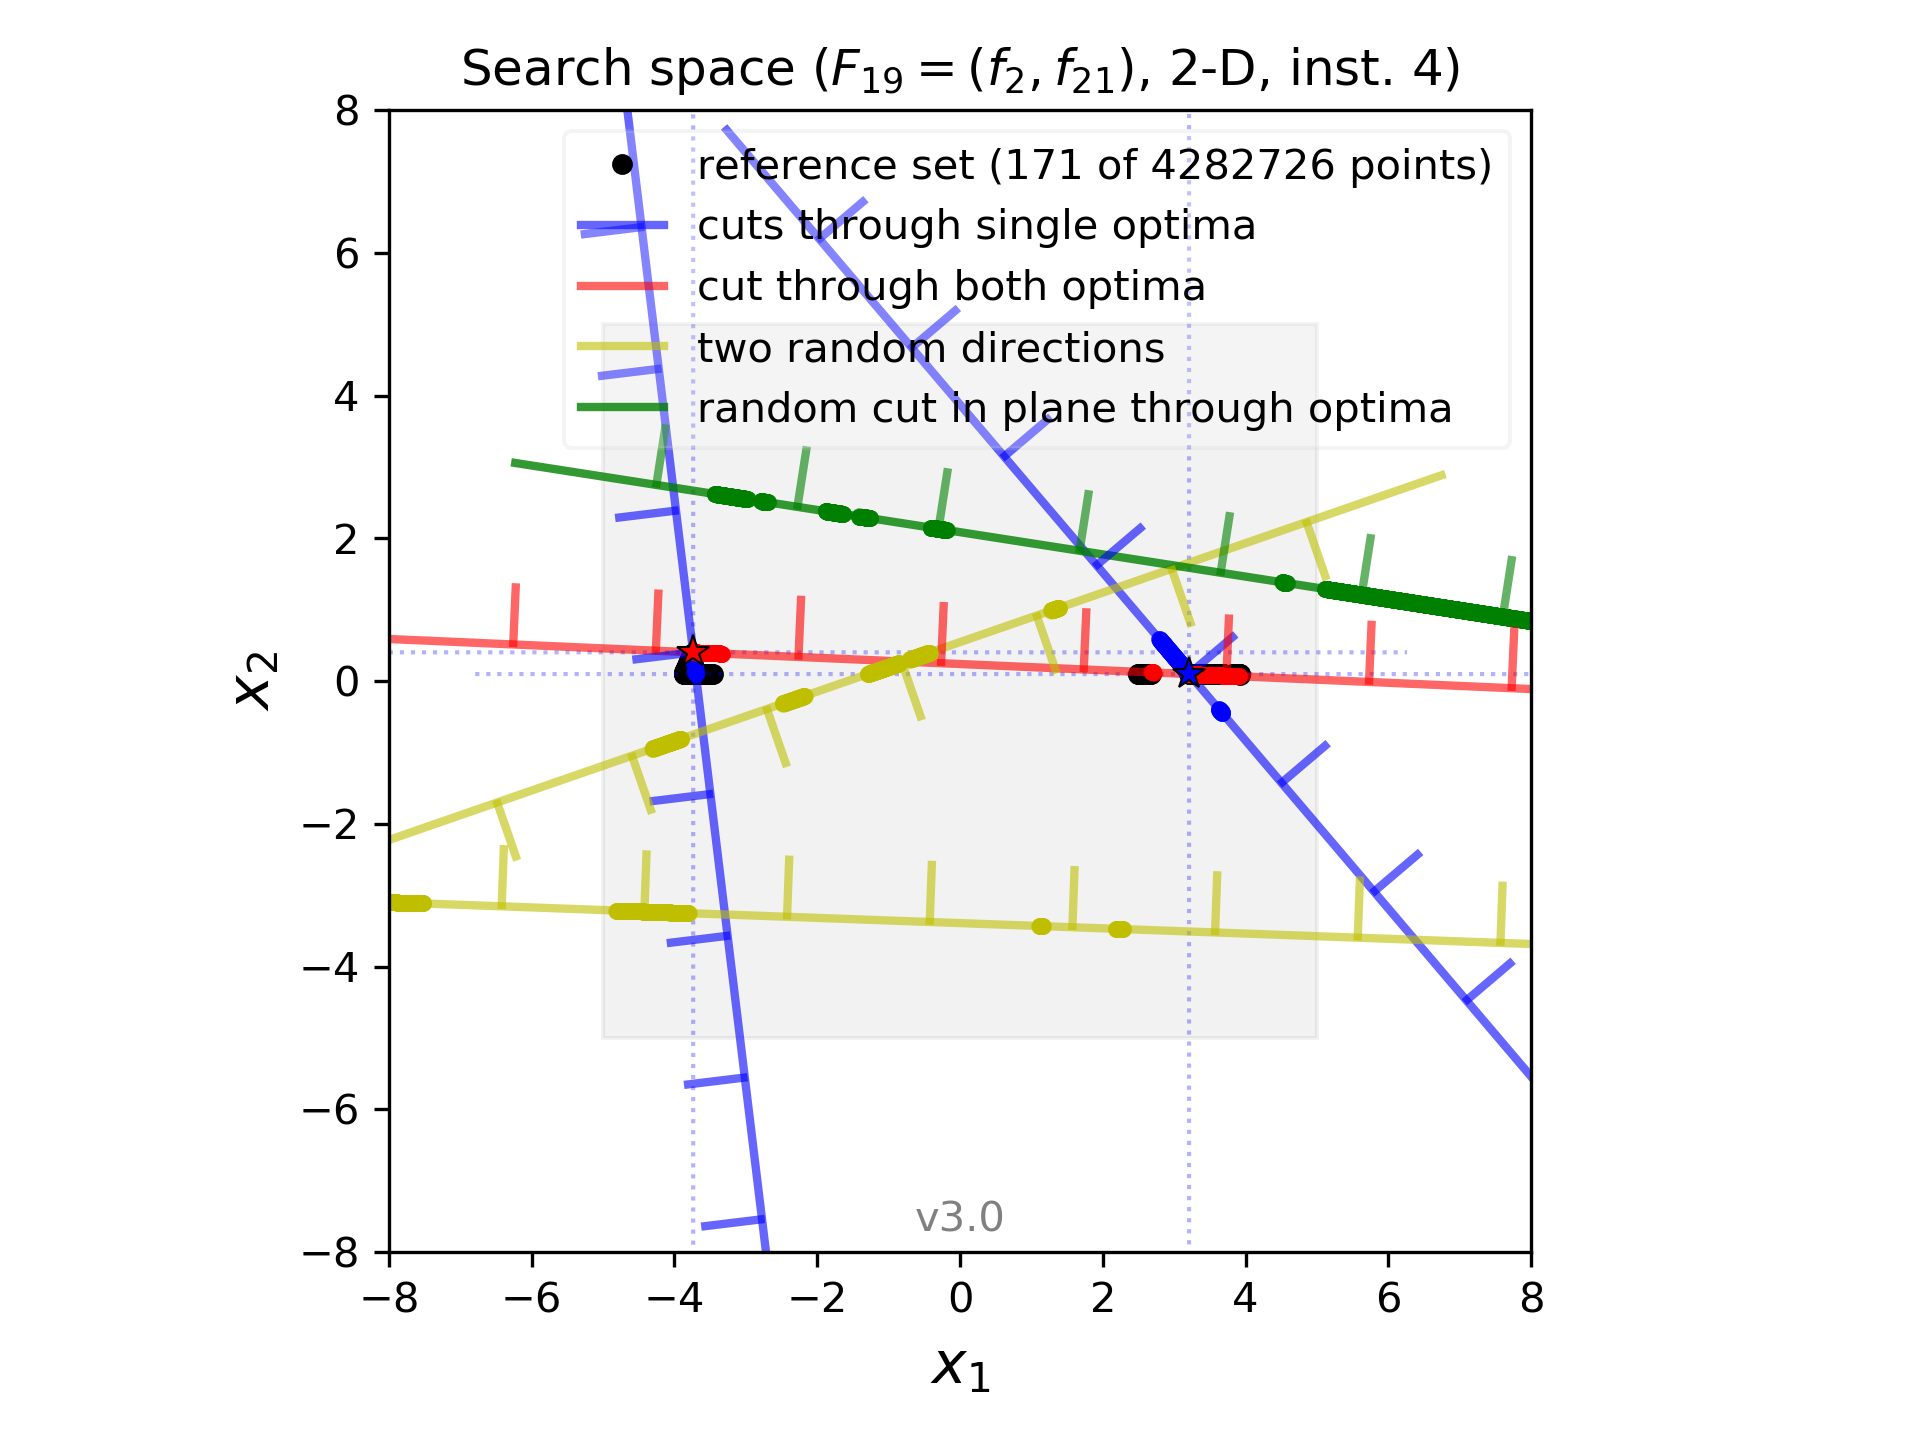 Search space (F19 = (f2, f21), 2-D, inst. 4)
reference set (171 of 4282726 points)
cuts through single optima
cut through both optima
two random directions
random cut in plane through optima
8
6
4
2
0
−2
−4
−6
−8
x2
v3.0
−8 −6 −4 −2 0 2 4 6 8
x1